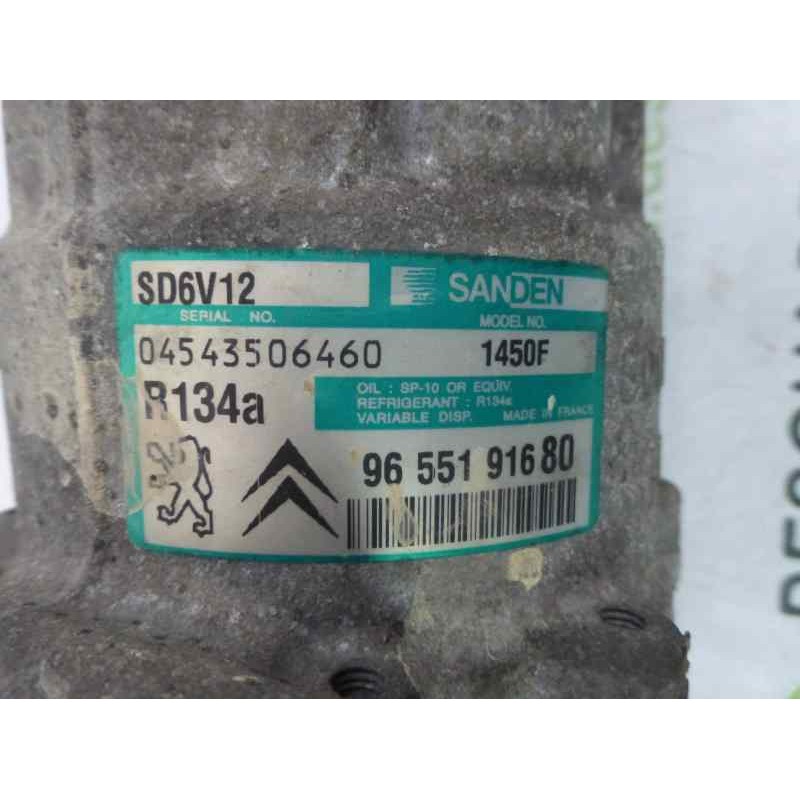 SD6V12
SANDEN
SERIAL NO.
MODEL NO.
04543506460
1450F
R134a
OIL : SP-10 OR EQUIV.
REFRIGERANT : R134a
VARIABLE DISP. MADE IN FRANCE
96 551 916 80